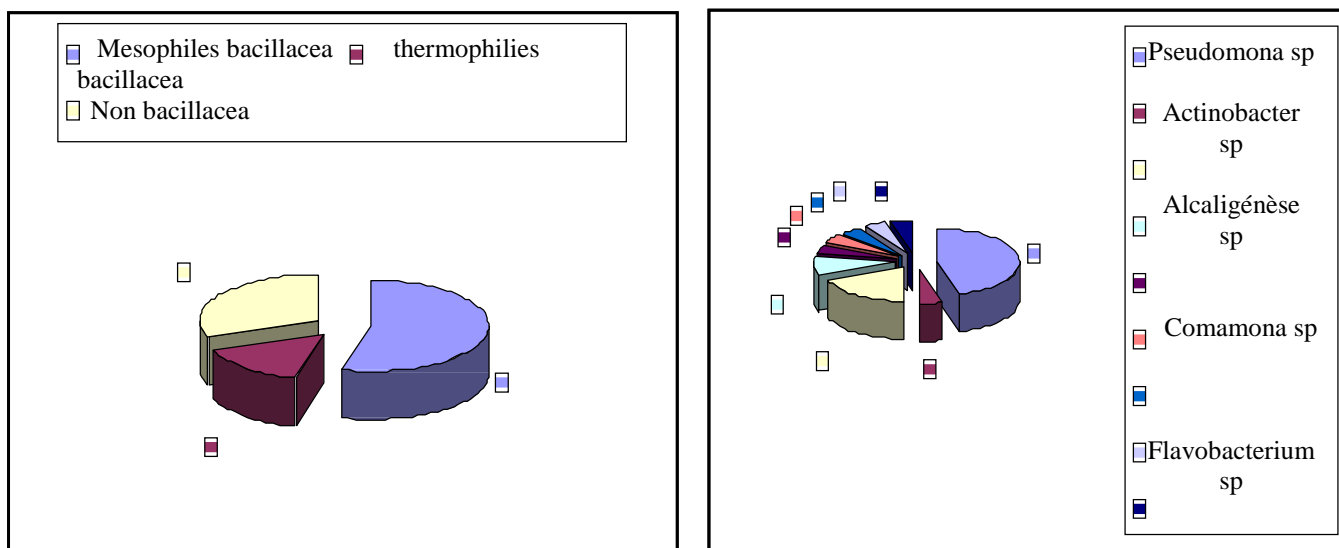 Mesophiles bacillacea thermophilies
bacillacea
Non bacillacea
Pseudomona sp
Actinobacter
sp
Alcaligénèse
sp
Comamona sp
Flavobacterium
sp